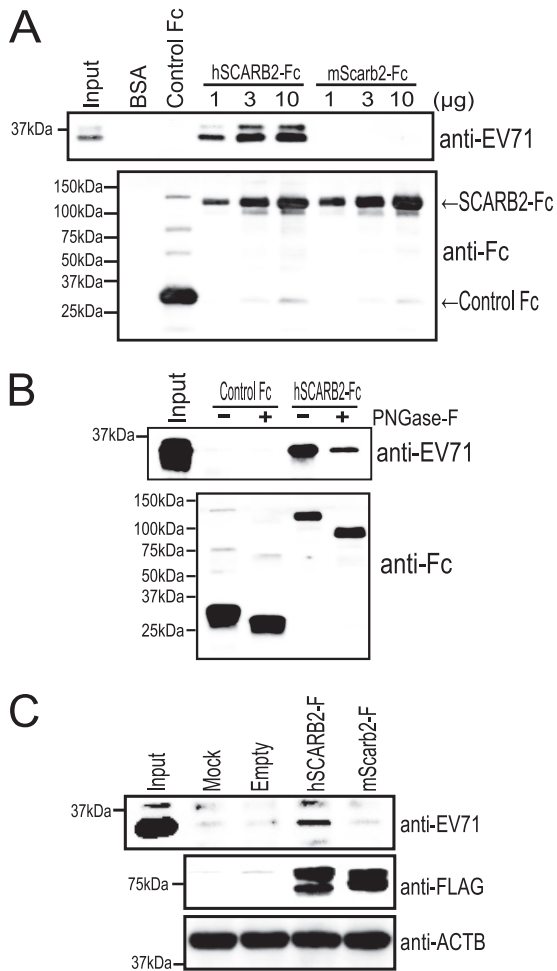 A
Input
BSA
Control Fc
hSCARB2-Fc
mScarb2-Fc
1 3 10 1 3 10 (μg)
37kDa
anti-EV71
150kDa
100kDa
75kDa
50kDa
37kDa
25kDa
←SCARB2-Fc
anti-Fc
←Control Fc
B
Input
Control Fc
hSCARB2-Fc
− + − + PNGase-F
37kDa
anti-EV71
150kDa
100kDa
75kDa
50kDa
37kDa
25kDa
anti-Fc
C
Input
Mock
Empty
hSCARB2-F
mScarb2-F
37kDa
anti-EV71
75kDa
anti-FLAG
anti-ACTB
37kDa